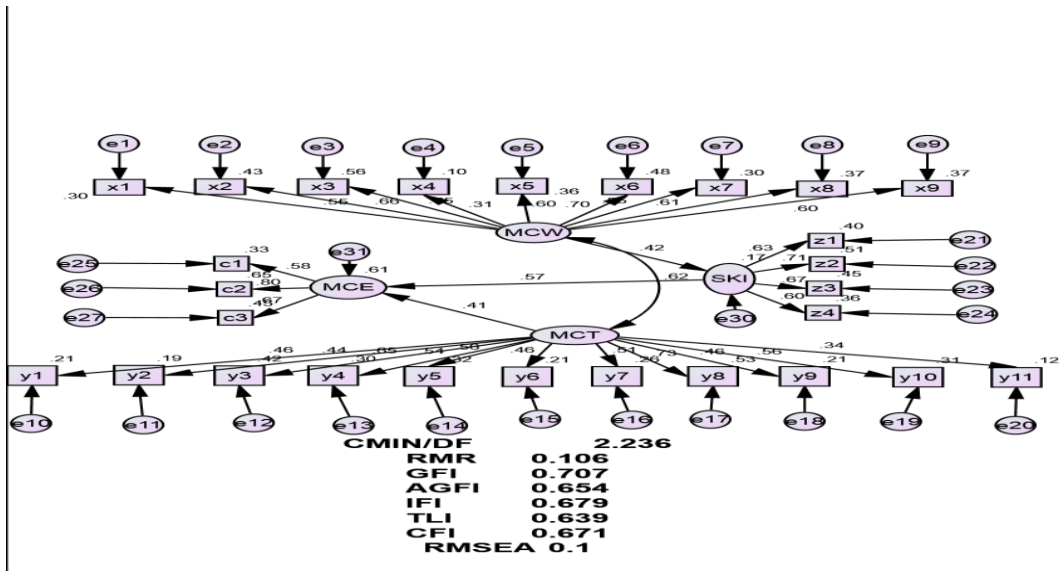 e1 e2 e3 e4 e5 e6 e7 e8 e9
.43 .56 .10 .48 .30 .37 .37
x1 x2 x3 x4 x5 x6 x7 x8 x9
.30 .55 .66 .31 .36 .60 .70 .61 .60
MCW
.42 .63 z1 .40 e21
.33 e31 .17 .71 z2 .51 e22
e25 c1 .58 .61 .57 .62 SKI .67 z3 .45 e23
e26 c2 .65 .80 MCE .60 z4 .36 e24
e27 c3 .67 .41 e30
MCT
.21 .46 .19 .44 .42 .65 .30 .54 .46 .21 .51 .26 .73 .46 .53 .56 .21 .34 .31 .12
y1 y2 y3 y4 y5 y6 y7 y8 y9 y10 y11
e10 e11 e12 e13 e14 e15 e16 e17 e18 e19 e20
CMIN/DF 2.236
RMR 0.106
GFI 0.707
AGFI 0.654
IFI 0.679
TLI 0.639
CFI 0.671
RMSEA 0.1